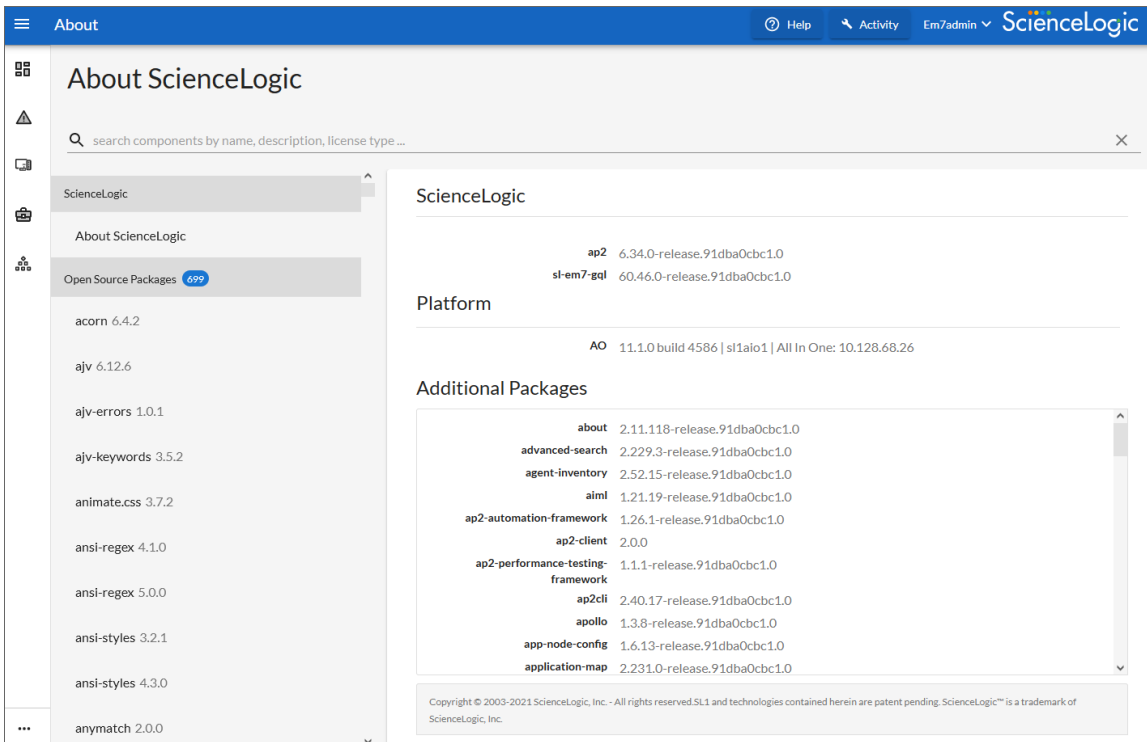 About
Help
Activity
Em7admin
ScienceLogic
About ScienceLogic
search components by name, description, license type ...
ScienceLogic
About ScienceLogic
Open Source Packages 699
acorn 6.4.2
ajv 6.12.6
ajv-errors 1.0.1
ajv-keywords 3.5.2
animate.css 3.7.2
ansi-regex 4.1.0
ansi-regex 5.0.0
ansi-styles 3.2.1
ansi-styles 4.3.0
anymatch 2.0.0
ScienceLogic
ap2 6.34.0-release.91dba0cbc1.0
sl-em7-gql 60.46.0-release.91dba0cbc1.0
Platform
AO 11.1.0 build 4586 | sl1aio1 | All In One: 10.128.68.26
Additional Packages
about 2.11.118-release.91dba0cbc1.0
advanced-search 2.229.3-release.91dba0cbc1.0
agent-inventory 2.52.15-release.91dba0cbc1.0
aiml 1.21.19-release.91dba0cbc1.0
ap2-automation-framework 1.26.1-release.91dba0cbc1.0
ap2-client 2.0.0
ap2-performance-testing- 1.1.1-release.91dba0cbc1.0
framework
ap2cli 2.40.17-release.91dba0cbc1.0
apollo 1.3.8-release.91dba0cbc1.0
app-node-config 1.6.13-release.91dba0cbc1.0
application-map 2.231.0-release.91dba0cbc1.0
Copyright © 2003-2021 ScienceLogic, Inc. - All rights reserved.SL1 and technologies contained herein are patent pending. ScienceLogic™ is a trademark of
ScienceLogic, Inc.